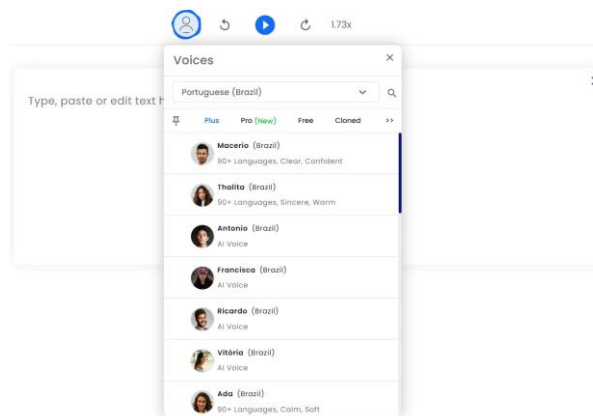 1.73x
Voices
Portuguese (Brazil)
Type, paste or edit text h
Plus Pro (New) Free Cloned >>
Macerio (Brazil)
90+ Languages, Clear, Confident
Thalita (Brazil)
90+ Languages, Sincere, Warm
Antonio (Brazil)
AI Voice
Francisca (Brazil)
AI Voice
Ricardo (Brazil)
AI Voice
Vitória (Brazil)
AI Voice
Ada (Brazil)
90+ Languages, Calm, Soft